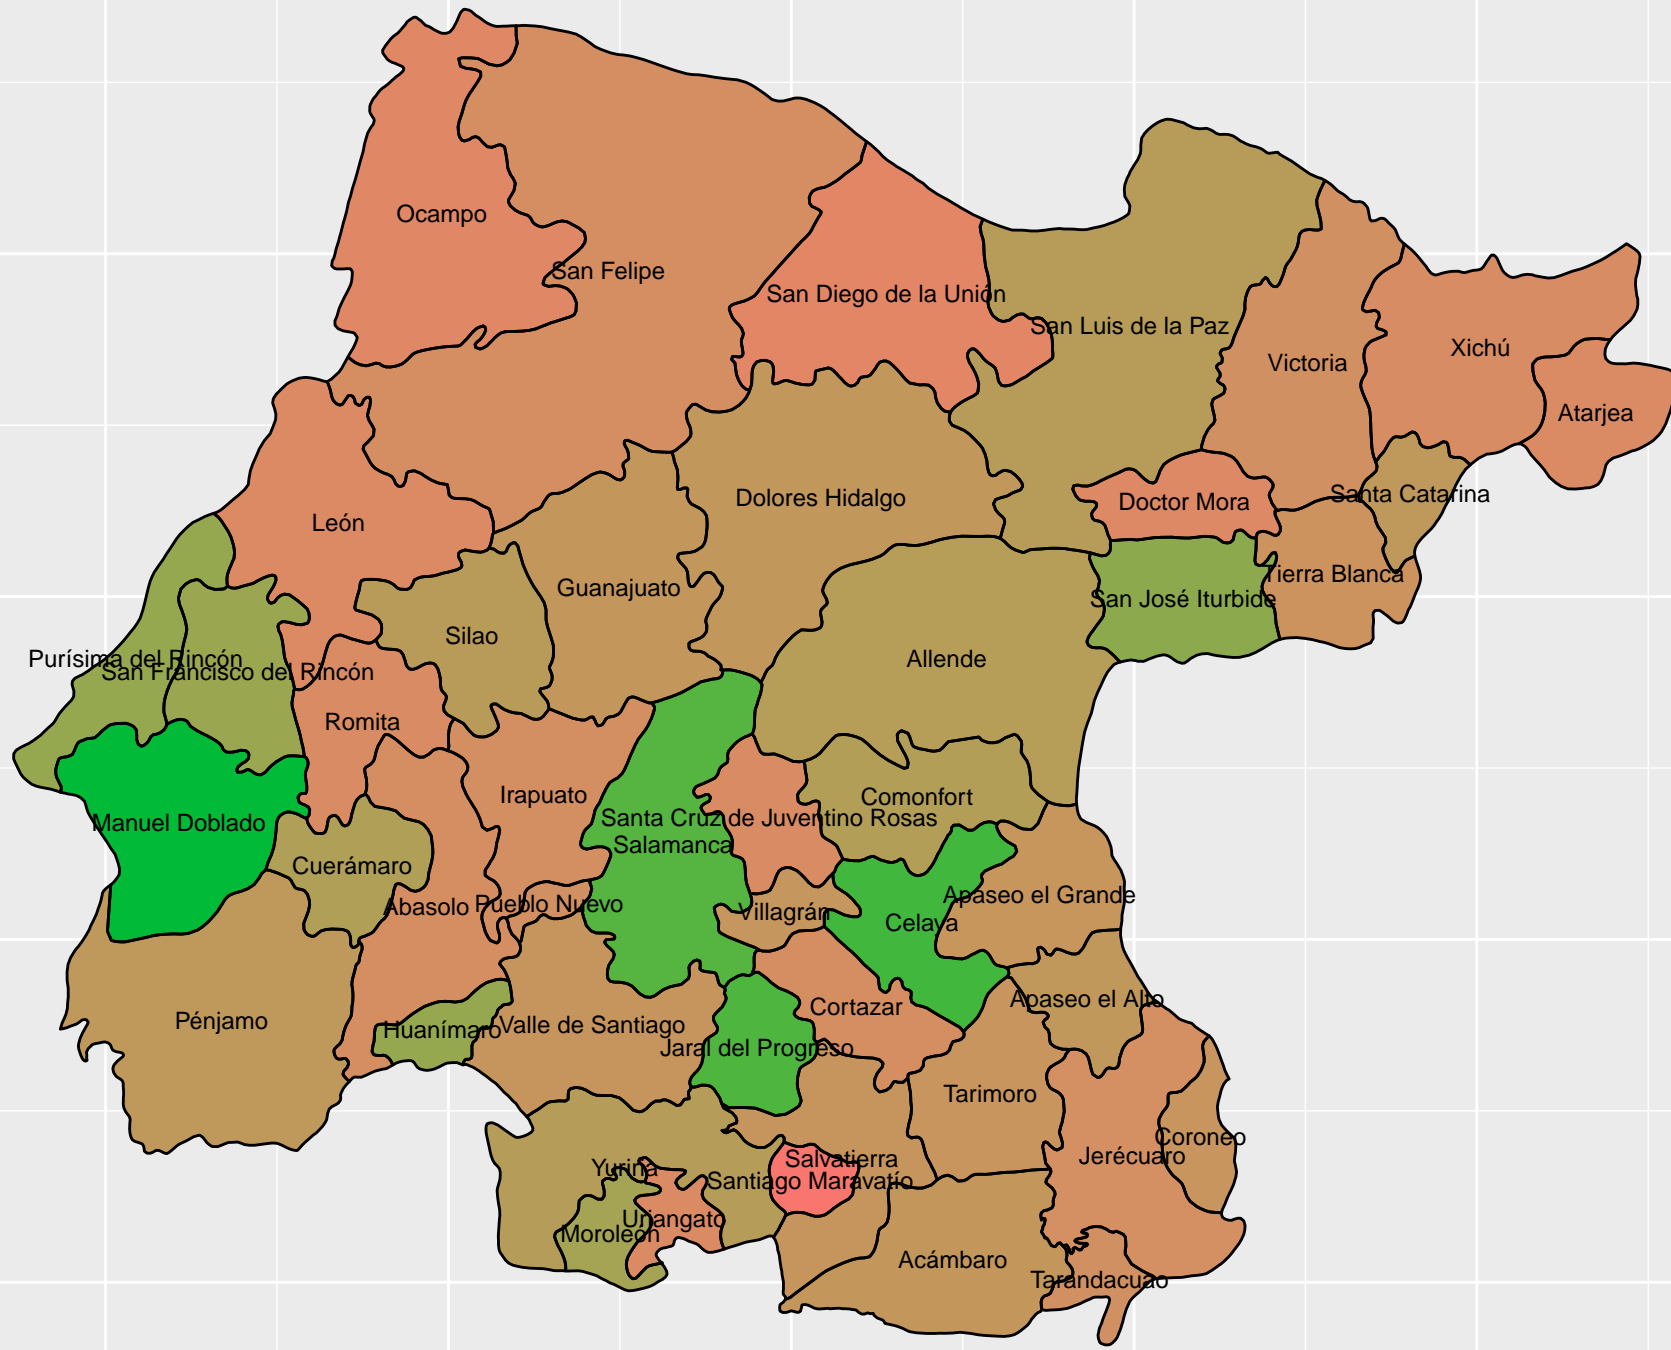 Ocampo
San Felipe
San Diego de la Unión
San Luis de la Paz
Victoria
Xichú
Atarjea
León
Dolores Hidalgo
Doctor Mora
Santa Catarina
Guanajuato
Tierra Blanca
San José Iturbide
Silao
Allende
Purísima del Rincón
San Francisco del Rincón
Romita
Irapuato
Comonfort
Manuel Doblado
Santa Cruz de Juventino Rosas
Salamanca
Cuerámaro
Apaseo el Grande
Abasolo
Pueblo Nuevo
Villagrán
Celaya
Apaseo el Alto
Cortazar
Pénjamo
Huanímaro
Valle de Santiago
Jaral del Progreso
Tarimoro
Coroneo
Jerécuaro
Salvatierra
Yuriria
Santiago Maravatío
Uriangato
Moroleón
Acámbaro
Tarandacuao